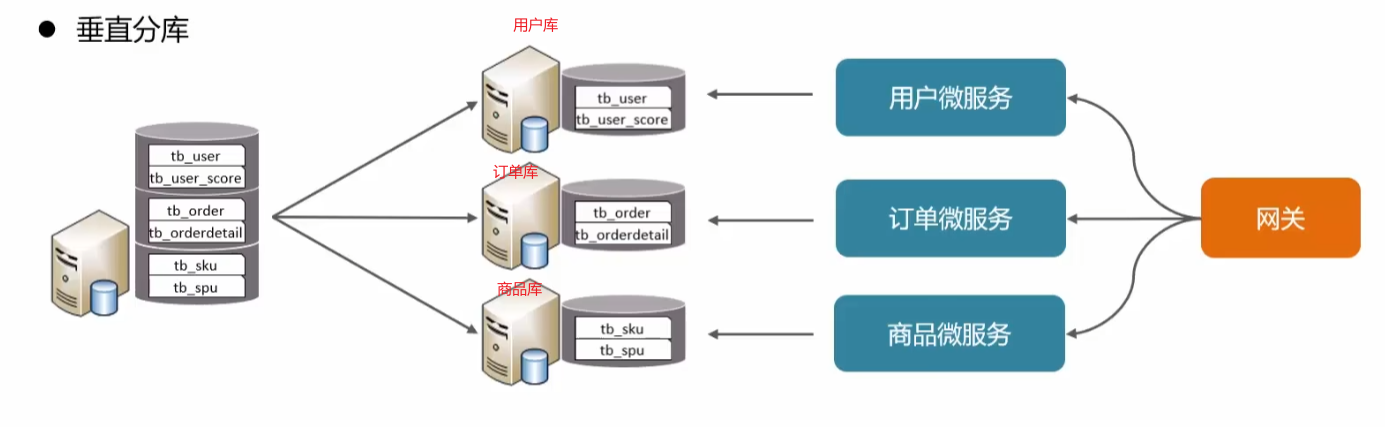 ● 垂直分库
tb_user
tb_user_score
tb_order
tb_orderdetail
tb_sku
tb_spu
用户库
tb_user
tb_user_score
订单库
tb_order
tb_orderdetail
商品库
tb_sku
tb_spu
用户微服务
订单微服务
商品微服务
网关